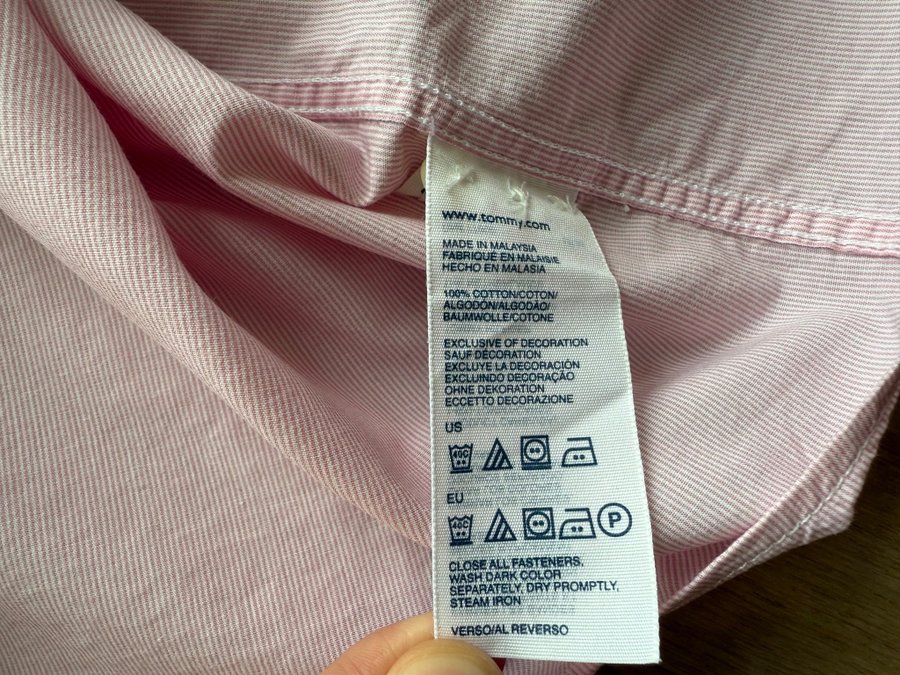 www.tommy.com
MADE IN MALAYSIA
FABRIQUÉ EN MALAISIE
HECHO EN MALASIA
100% COTTON/COTON/
ALGODÓN/ALGODÃO/
BAUMWOLLE/COTONE
EXCLUSIVE OF DECORATION
SAUF DÉCORATION
EXCLUYE LA DECORACIÓN
EXCLUINDO DECORAÇÃO
OHNE DEKORATION
ECCETTO DECORAZIONE
US
40C
EU
40C P
CLOSE ALL FASTENERS,
WASH DARK COLOR
SEPARATELY, DRY PROMPTLY,
STEAM IRON
VERSO/AL REVERSO